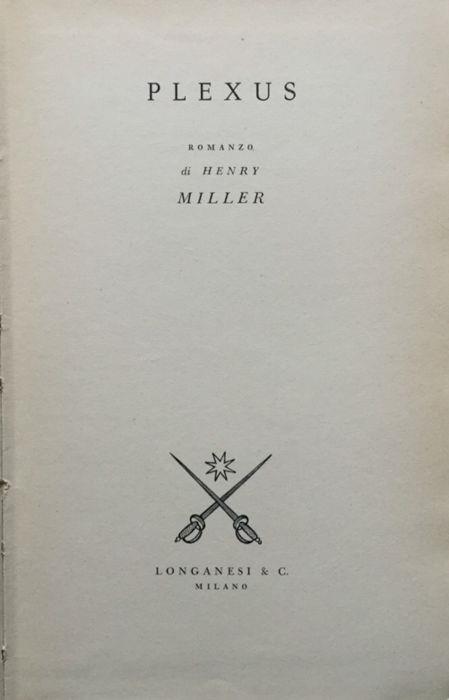 PLEXUS
ROMANZO
di HENRY
MILLER
LONGANESI & C.
MILANO